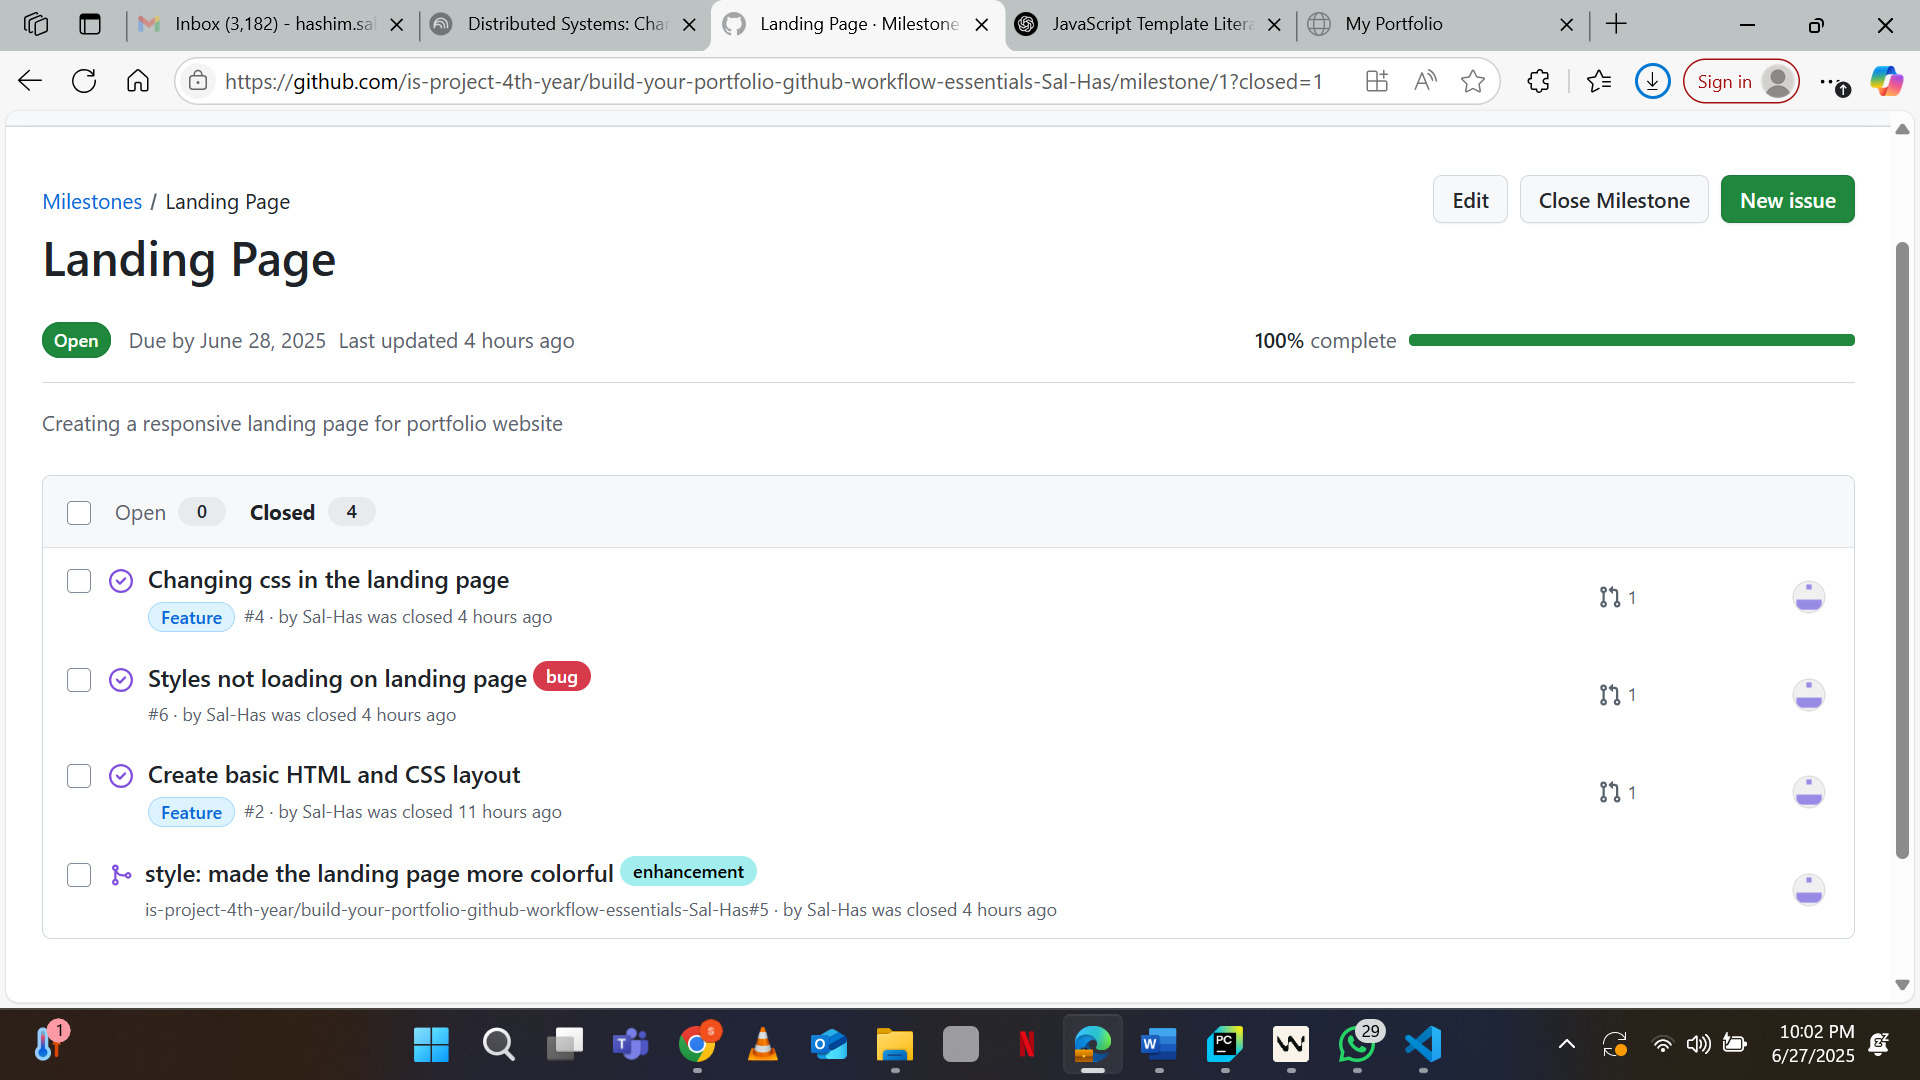 Inbox (3,182) - hashim.sal
Distributed Systems: Char
Landing Page · Milestone
JavaScript Template Litera
My Portfolio
https://github.com/is-project-4th-year/build-your-portfolio-github-workflow-essentials-Sal-Has/milestone/1?closed=1
Sign in
Milestones / Landing Page
Edit
Close Milestone
New issue
Landing Page
Open Due by June 28, 2025 Last updated 4 hours ago
100% complete
Creating a responsive landing page for portfolio website
Open 0 Closed 4
Changing css in the landing page
Feature #4 · by Sal-Has was closed 4 hours ago
1
Styles not loading on landing page bug
#6 · by Sal-Has was closed 4 hours ago
1
Create basic HTML and CSS layout
Feature #2 · by Sal-Has was closed 11 hours ago
1
style: made the landing page more colorful enhancement
is-project-4th-year/build-your-portfolio-github-workflow-essentials-Sal-Has#5 · by Sal-Has was closed 4 hours ago
1
29
10:02 PM
6/27/2025